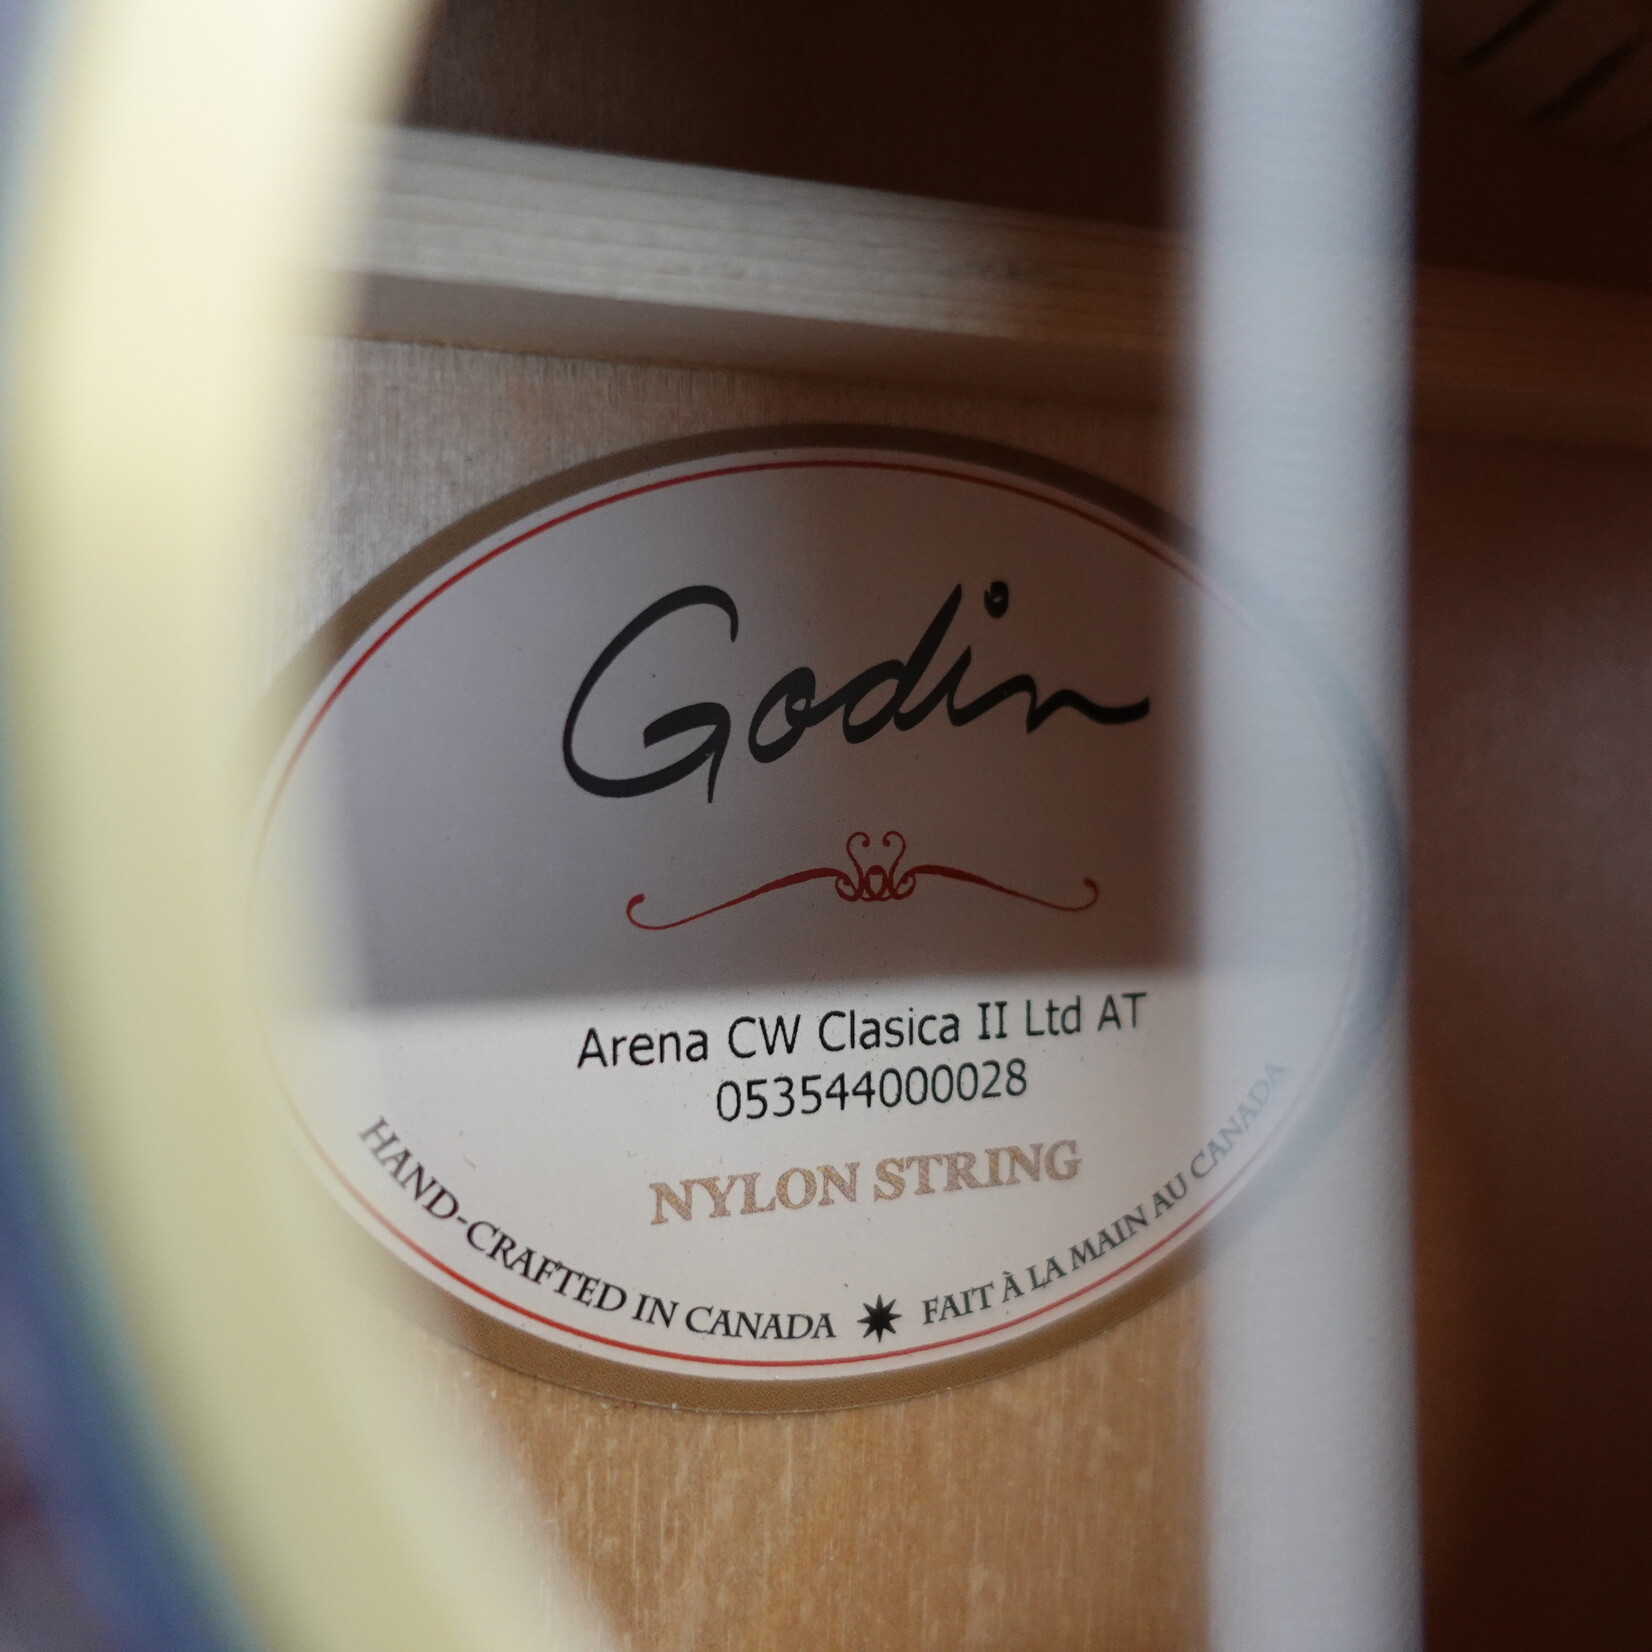 Godin
Arena CW Clasica II Ltd AT
053544000028
NYLON STRING
HAND-CRAFTED IN CANADA ✷ FAIT À LA MAIN AU CANADA